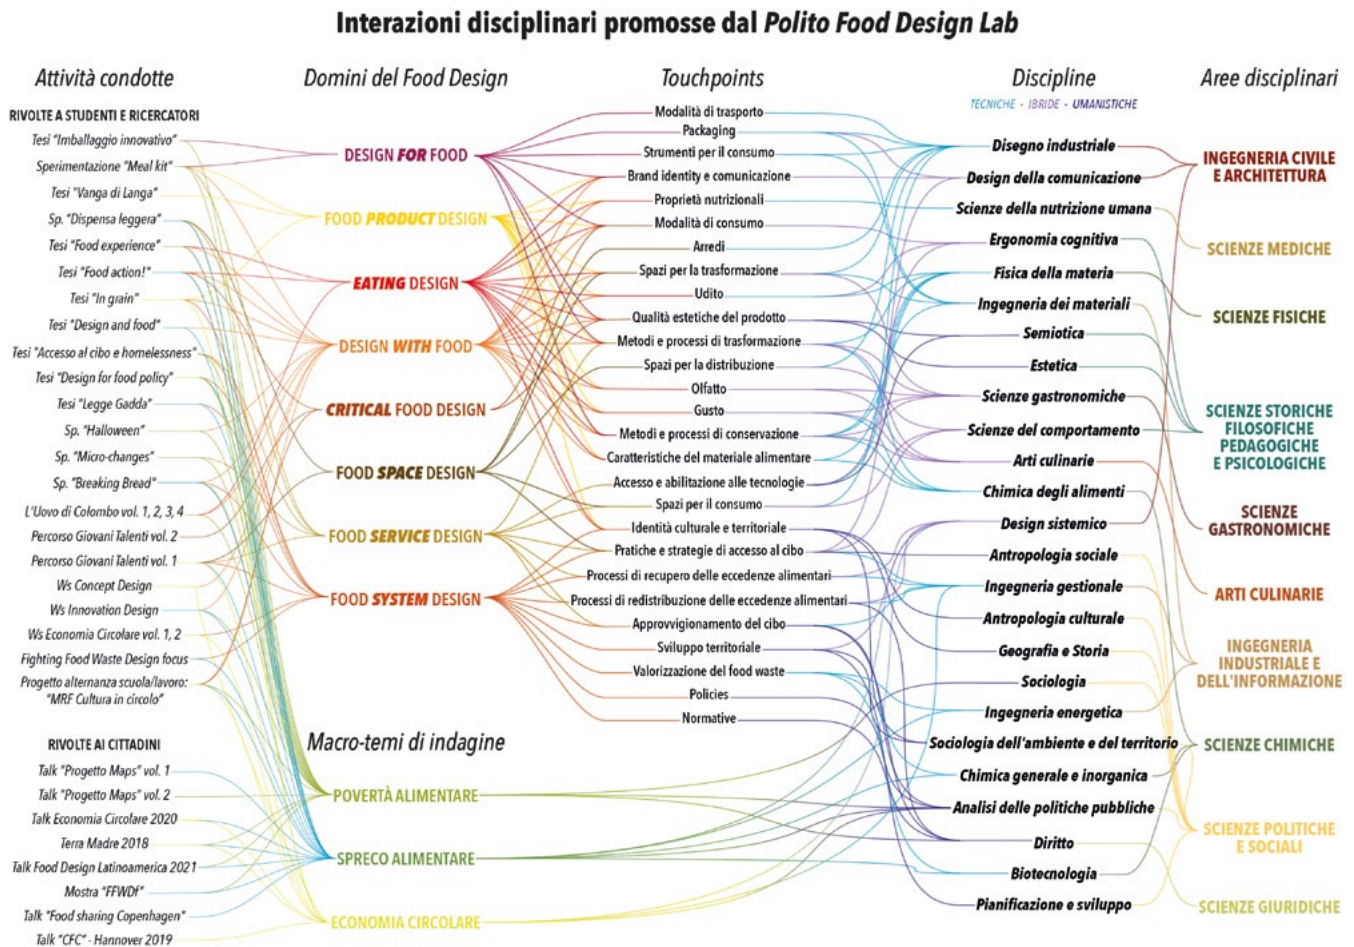 Interazioni disciplinari promosse dal Polito Food Design Lab
Attività condotte
RIVOLTE A STUDENTI E RICERCATORI
Tesi "Imballaggio innovativo"
Sperimentazione "Meal kit"
Tesi "Vanga di Langa"
Sp. "Dispensa leggera"
Tesi "Food experience"
Tesi "Food action!"
Tesi "In grain"
Tesi "Design and food"
Tesi "Accesso al cibo e homelessness"
Tesi "Design for food policy"
Tesi "Legge Gadda"
Sp. "Halloween"
Sp. "Micro-changes"
Sp. "Breaking Bread"
L'Uovo di Colombo vol. 1, 2, 3, 4
Percorso Giovani Talenti vol. 2
Percorso Giovani Talenti vol. 1
Ws Concept Design
Ws Innovation Design
Ws Economia Circolare vol. 1, 2
Fighting Food Waste Design focus
Progetto alternanza scuola/lavoro:
"MRF Cultura in circolo"
RIVOLTE AI CITTADINI
Talk "Progetto Maps" vol. 1
Talk "Progetto Maps" vol. 2
Talk Economia Circolare 2020
Terra Madre 2018
Talk Food Design Latinoamerica 2021
Mostra "FFWDf"
Talk "Food sharing Copenhagen"
Talk "CFC" - Hannover 2019
Domini del Food Design
DESIGN FOR FOOD
FOOD PRODUCT DESIGN
EATING DESIGN
DESIGN WITH FOOD
CRITICAL FOOD DESIGN
FOOD SPACE DESIGN
FOOD SERVICE DESIGN
FOOD SYSTEM DESIGN
Macro-temi di indagine
POVERTÀ ALIMENTARE
SPRECO ALIMENTARE
ECONOMIA CIRCOLARE
Touchpoints
Modalità di trasporto
Packaging
Strumenti per il consumo
Brand identity e comunicazione
Proprietà nutrizionali
Modalità di consumo
Arredi
Spazi per la trasformazione
Udito
Qualità estetiche del prodotto
Metodi e processi di trasformazione
Spazi per la distribuzione
Olfatto
Gusto
Metodi e processi di conservazione
Caratteristiche del materiale alimentare
Accesso e abilitazione alle tecnologie
Spazi per il consumo
Identità culturale e territoriale
Pratiche e strategie di accesso al cibo
Processi di recupero delle eccedenze alimentari
Processi di redistribuzione delle eccedenze alimentari
Approvvigionamento del cibo
Sviluppo territoriale
Valorizzazione del food waste
Policies
Normative
Discipline
TECNICHE - IBRIDE - UMANISTICHE
Disegno industriale
Design della comunicazione
Scienze della nutrizione umana
Ergonomia cognitiva
Fisica della materia
Ingegneria dei materiali
Semiotica
Estetica
Scienze gastronomiche
Scienze del comportamento
Arti culinarie
Chimica degli alimenti
Design sistemico
Antropologia sociale
Ingegneria gestionale
Antropologia culturale
Geografia e Storia
Sociologia
Ingegneria energetica
Sociologia dell'ambiente e del territorio
Chimica generale e inorganica
Analisi delle politiche pubbliche
Diritto
Biotecnologia
Pianificazione e sviluppo
Aree disciplinari
INGEGNERIA CIVILE
E ARCHITETTURA
SCIENZE MEDICHE
SCIENZE FISICHE
SCIENZE STORICHE
FILOSOFICHE
PEDAGOGICHE
E PSICOLOGICHE
SCIENZE
GASTRONOMICHE
ARTI CULINARIE
INGEGNERIA
INDUSTRIALE E
DELL'INFORMAZIONE
SCIENZE CHIMICHE
SCIENZE POLITICHE
E SOCIALI
SCIENZE GIURIDICHE